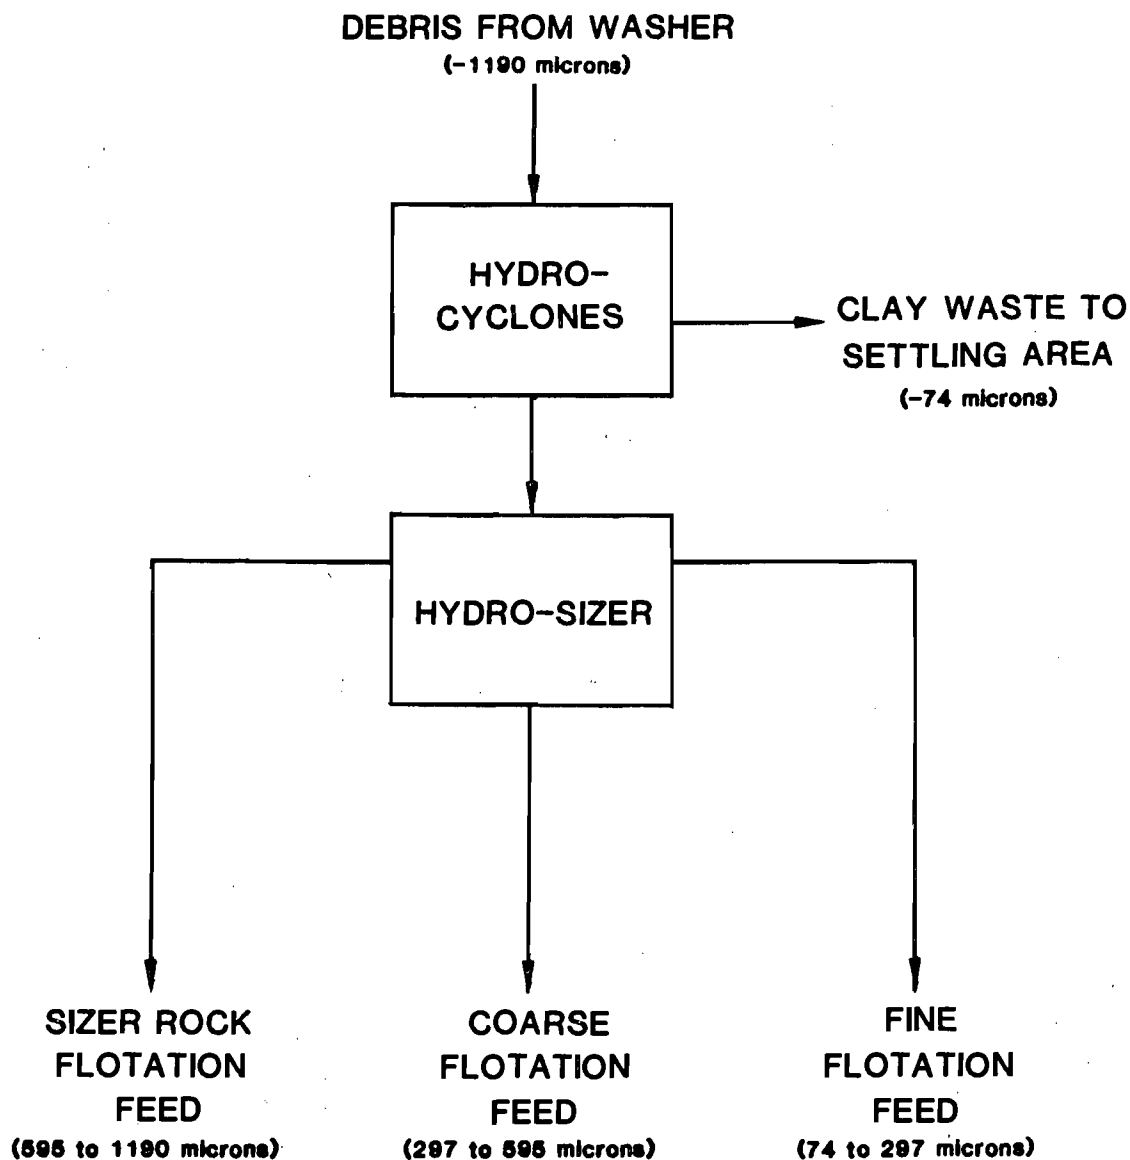 DEBRIS FROM WASHER
(-1190 microns)
HYDRO-
CYCLONES
CLAY WASTE TO
SETTLING AREA
(-74 microns)
HYDRO-SIZER
SIZER ROCK
FLOTATION
FEED
(595 to 1190 microns)
COARSE
FLOTATION
FEED
(297 to 595 microns)
FINE
FLOTATION
FEED
(74 to 297 microns)